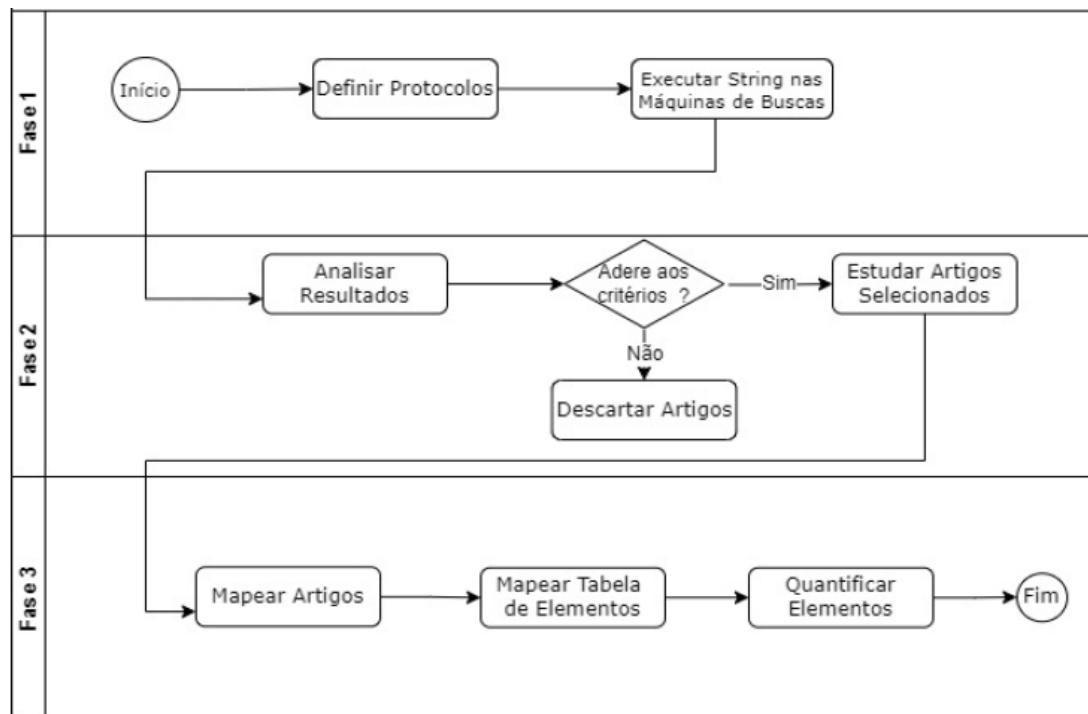 Fase 1
Início
Definir Protocolos
Executar String nas
Máquinas de Buscas
Fase 2
Analisar
Resultados
Adere aos
critérios ?
Sim
Estudar Artigos
Selecionados
Não
Descartar Artigos
Fase 3
Mapear Artigos
Mapear Tabela
de Elementos
Quantificar
Elementos
Fim